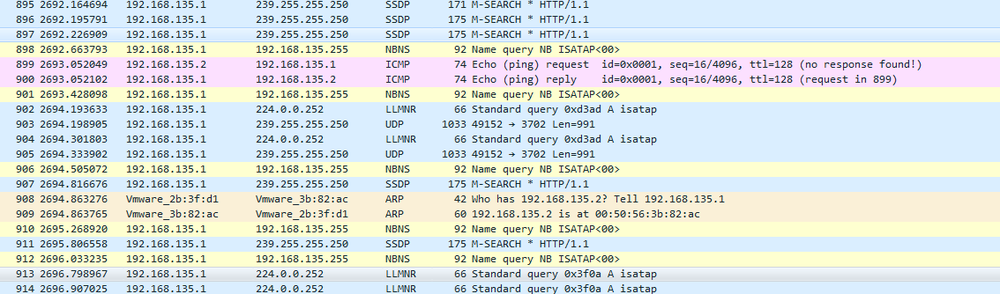 895 2692.164694 192.168.135.1 239.255.255.250 SSDP 171 M-SEARCH * HTTP/1.1
896 2692.195791 192.168.135.1 239.255.255.250 SSDP 175 M-SEARCH * HTTP/1.1
897 2692.226909 192.168.135.1 239.255.255.250 SSDP 175 M-SEARCH * HTTP/1.1
898 2692.663793 192.168.135.1 192.168.135.255 NBNS 92 Name query NB ISATAP<00>
899 2693.052049 192.168.135.2 192.168.135.1 ICMP 74 Echo (ping) request id=0x0001, seq=16/4096, ttl=128 (no response found!)
900 2693.052102 192.168.135.1 192.168.135.2 ICMP 74 Echo (ping) reply id=0x0001, seq=16/4096, ttl=128 (request in 899)
901 2693.428098 192.168.135.1 192.168.135.255 NBNS 92 Name query NB ISATAP<00>
902 2694.193633 192.168.135.1 224.0.0.252 LLMNR 66 Standard query 0xd3ad A isatap
903 2694.198905 192.168.135.1 239.255.255.250 UDP 1033 49152 → 3702 Len=991
904 2694.301803 192.168.135.1 224.0.0.252 LLMNR 66 Standard query 0xd3ad A isatap
905 2694.333902 192.168.135.1 239.255.255.250 UDP 1033 49152 → 3702 Len=991
906 2694.505072 192.168.135.1 192.168.135.255 NBNS 92 Name query NB ISATAP<00>
907 2694.816676 192.168.135.1 239.255.255.250 SSDP 175 M-SEARCH * HTTP/1.1
908 2694.863276 Vmware_2b:3f:d1 Vmware_3b:82:ac ARP 42 Who has 192.168.135.2? Tell 192.168.135.1
909 2694.863765 Vmware_3b:82:ac Vmware_2b:3f:d1 ARP 60 192.168.135.2 is at 00:50:56:3b:82:ac
910 2695.268920 192.168.135.1 192.168.135.255 NBNS 92 Name query NB ISATAP<00>
911 2695.806558 192.168.135.1 239.255.255.250 SSDP 175 M-SEARCH * HTTP/1.1
912 2696.033235 192.168.135.1 192.168.135.255 NBNS 92 Name query NB ISATAP<00>
913 2696.798967 192.168.135.1 224.0.0.252 LLMNR 66 Standard query 0x3f0a A isatap
914 2696.907025 192.168.135.1 224.0.0.252 LLMNR 66 Standard query 0x3f0a A isatap